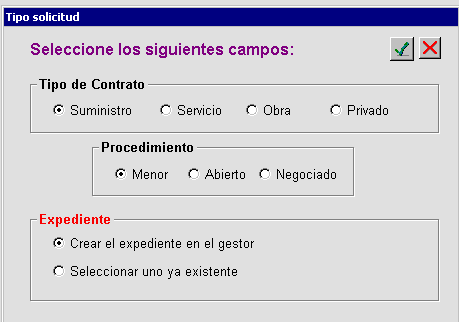 Tipo solicitud
Seleccione los siguientes campos:
Tipo de Contrato
Suministro Servicio Obra Privado
Procedimiento
Menor Abierto Negociado
Expediente
Crear el expediente en el gestor
Seleccionar uno ya existente